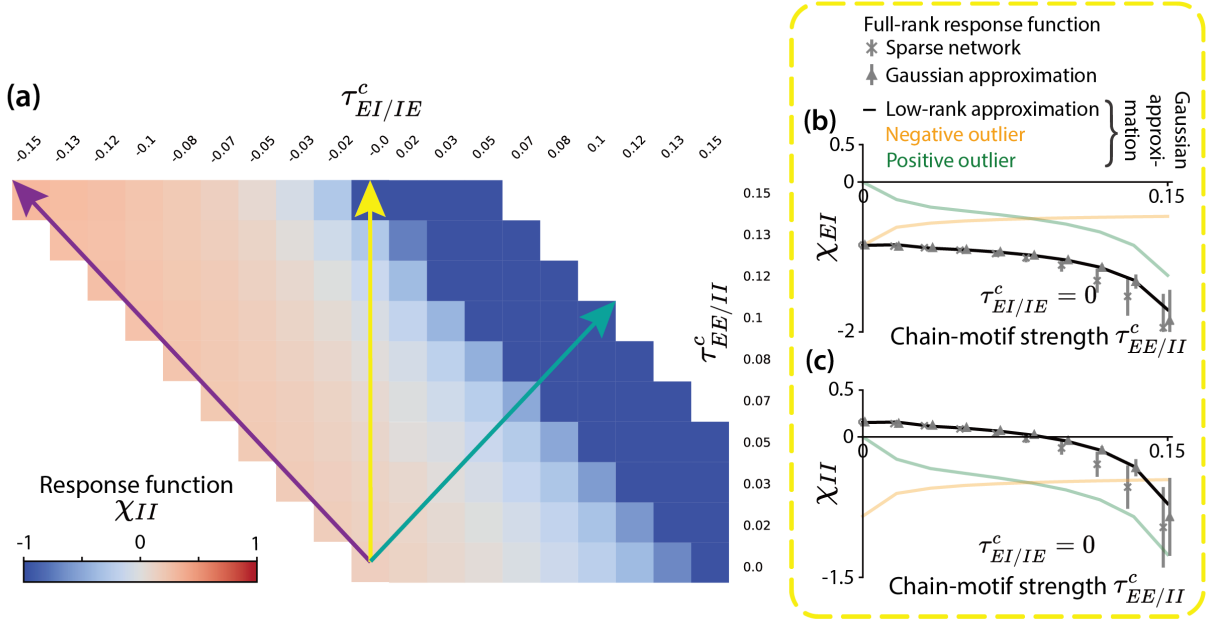 (a)
τ^c_{EI/IE}
-0.15 -0.13 -0.12 -0.1 -0.08 -0.07 -0.05 -0.03 -0.02 -0.0 0.02 0.03 0.05 0.07 0.08 0.1 0.12 0.13 0.15
0.15
0.13
0.12
0.1
0.08
0.07
0.05
0.03
0.02
0.0
τ^c_{EE/II}
Response function
χ_{II}
-1 0 1
Full-rank response function
Sparse network
Gaussian approximation
Low-rank approximation
Negative outlier
Positive outlier
Gaussian
approxi-
mation
(b)
0.5
0
0 0.15
χ_{EI}
τ^c_{EI/IE} = 0
-2
Chain-motif strength τ^c_{EE/II}
(c)
0.5
0
0 0.15
χ_{II}
τ^c_{EI/IE} = 0
-1.5
Chain-motif strength τ^c_{EE/II}